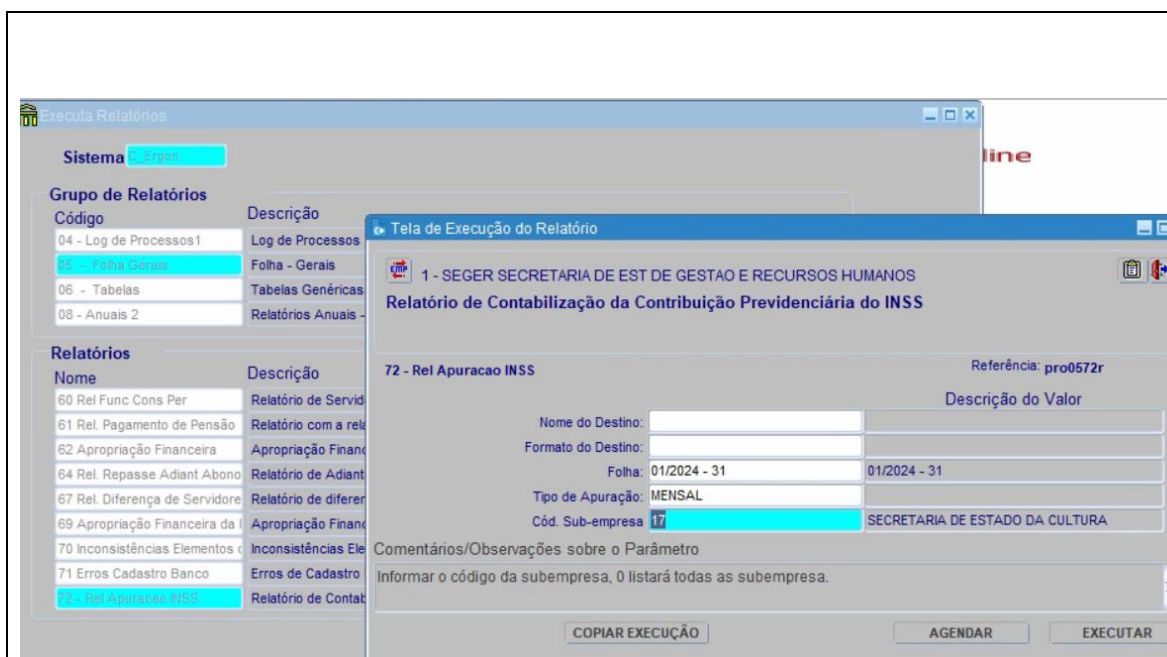 Executa Relatórios
line
Sistema C_Ergon
Grupo de Relatórios
Código Descrição
04 - Log de Processos1 Log de Processos
05 - Folha Gerais Folha - Gerais
06 - Tabelas Tabelas Genéricas
08 - Anuais 2 Relatórios Anuais -
Relatórios
Nome Descrição
60 Rel Func Cons Per Relatório de Servid
61 Rel. Pagamento de Pensão Relatório com a rela
62 Apropriação Financeira Apropriação Financ
64 Rel. Repasse Adiant Abono Relatório de Adiant
67 Rel. Diferença de Servidore Relatório de diferer
69 Apropriação Financeira da I Apropriação Financ
70 Inconsistências Elementos c Inconsistências Ele
71 Erros Cadastro Banco Erros de Cadastro
72 - Rel Apuracao INSS Relatório de Contab
Tela de Execução do Relatório
1 - SEGER SECRETARIA DE EST DE GESTAO E RECURSOS HUMANOS
Relatório de Contabilização da Contribuição Previdenciária do INSS
72 - Rel Apuracao INSS Referência: pro0572r
Descrição do Valor
Nome do Destino:
Formato do Destino:
Folha: 01/2024 - 31 01/2024 - 31
Tipo de Apuração: MENSAL
Cód. Sub-empresa 17 SECRETARIA DE ESTADO DA CULTURA
Comentários/Observações sobre o Parâmetro
Informar o código da subempresa, 0 listará todas as subempresa.
COPIAR EXECUÇÃO AGENDAR EXECUTAR